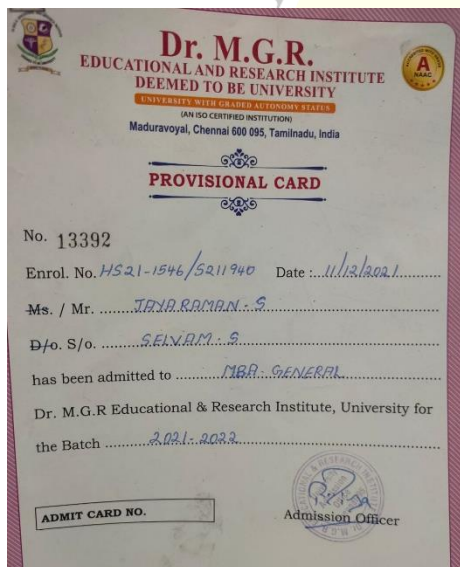 Dr. M.G.R.
EDUCATIONAL AND RESEARCH INSTITUTE
DEEMED TO BE UNIVERSITY
UNIVERSITY WITH GRADED AUTONOMY STATUS
(AN ISO CERTIFIED INSTITUTION)
Maduravoyal, Chennai 600 095, Tamilnadu, India
A
NAAC
PROVISIONAL CARD
No. 13392
Enrol. No. HS21-1546/S211940 Date : 11/12/2021
Ms. / Mr. JAYARAMAN - S
D/o. S/o. SELVAM - S
has been admitted to MBA - GENERAL
Dr. M.G.R Educational & Research Institute, University for
the Batch 2021-2022
ADMIT CARD NO.
Admission Officer